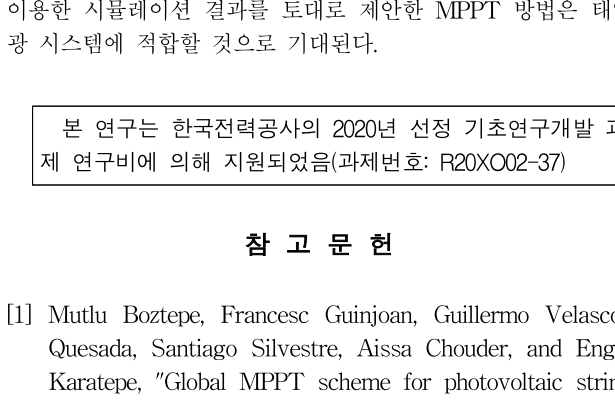 이용한 시뮬레이션 결과를 토대로 제안한 MPPT 방법은
광 시스템에 적합할 것으로 기대된다.
본 연구는 한국전력공사의 2020년 선정 기초연구개발
제 연구비에 의해 지원되었음(과제번호: R20XO02-37)
참 고 문 헌
[1] Mutlu Boztepe, Francesc Guinjoan, Guillermo
Quesada, Santiago Silvestre, Aissa Chouder, and
Karatepe, "Global MPPT scheme for photovoltaic